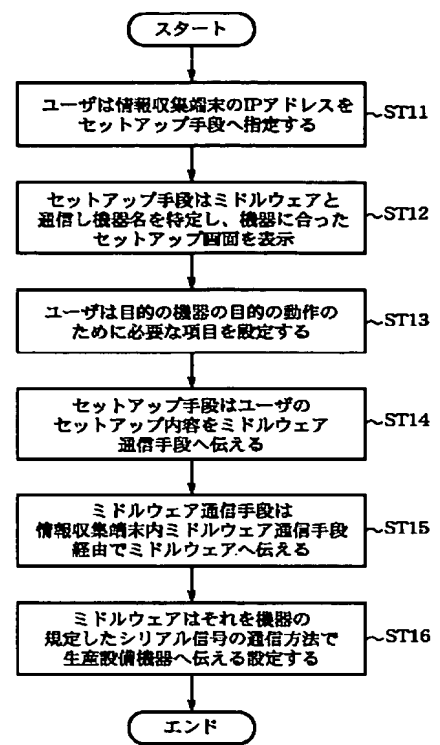 スタート
ユーザは情報収集端末のIPアドレスを
セットアップ手段へ指定する
~ST11
セットアップ手段はミドルウェアと
通信し機器名を特定し、機器に合った
セットアップ画面を表示
~ST12
ユーザは目的の機器の目的の動作の
ために必要な項目を設定する
~ST13
セットアップ手段はユーザの
セットアップ内容をミドルウェア
通信手段へ伝える
~ST14
ミドルウェア通信手段は
情報収集端末内ミドルウェア通信手段
経由でミドルウェアへ伝える
~ST15
ミドルウェアはそれを機器の
規定したシリアル信号の通信方法で
生産設備機器へ伝える設定する
~ST16
エンド